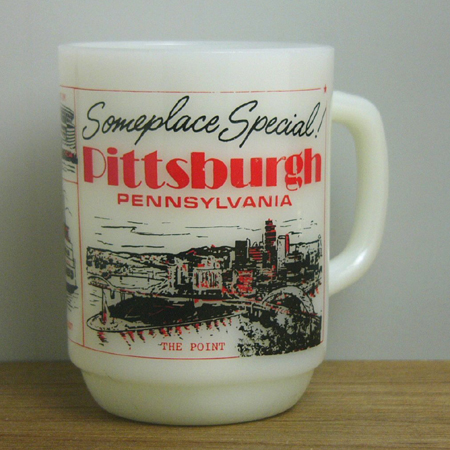 Someplace Special!
Pittsburgh
PENNSYLVANIA
THE POINT